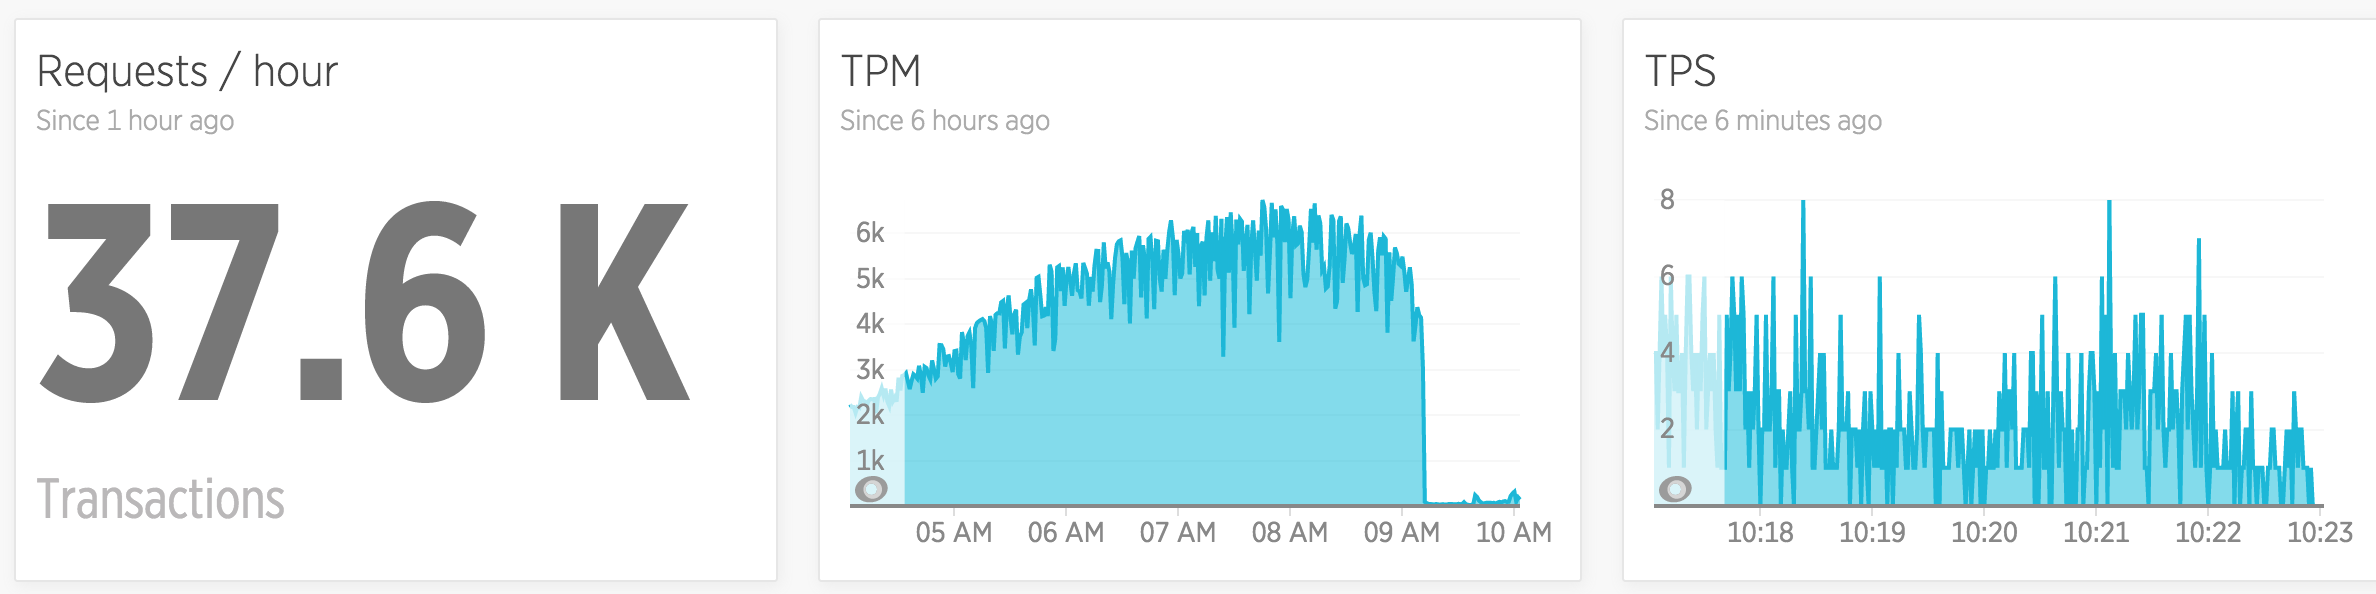 Requests / hour
Since 1 hour ago
37.6 K
Transactions
TPM
Since 6 hours ago
6k
5k
4k
3k
2k
1k
05 AM 06 AM 07 AM 08 AM 09 AM 10 AM
TPS
Since 6 minutes ago
8
6
4
2
10:18 10:19 10:20 10:21 10:22 10:23